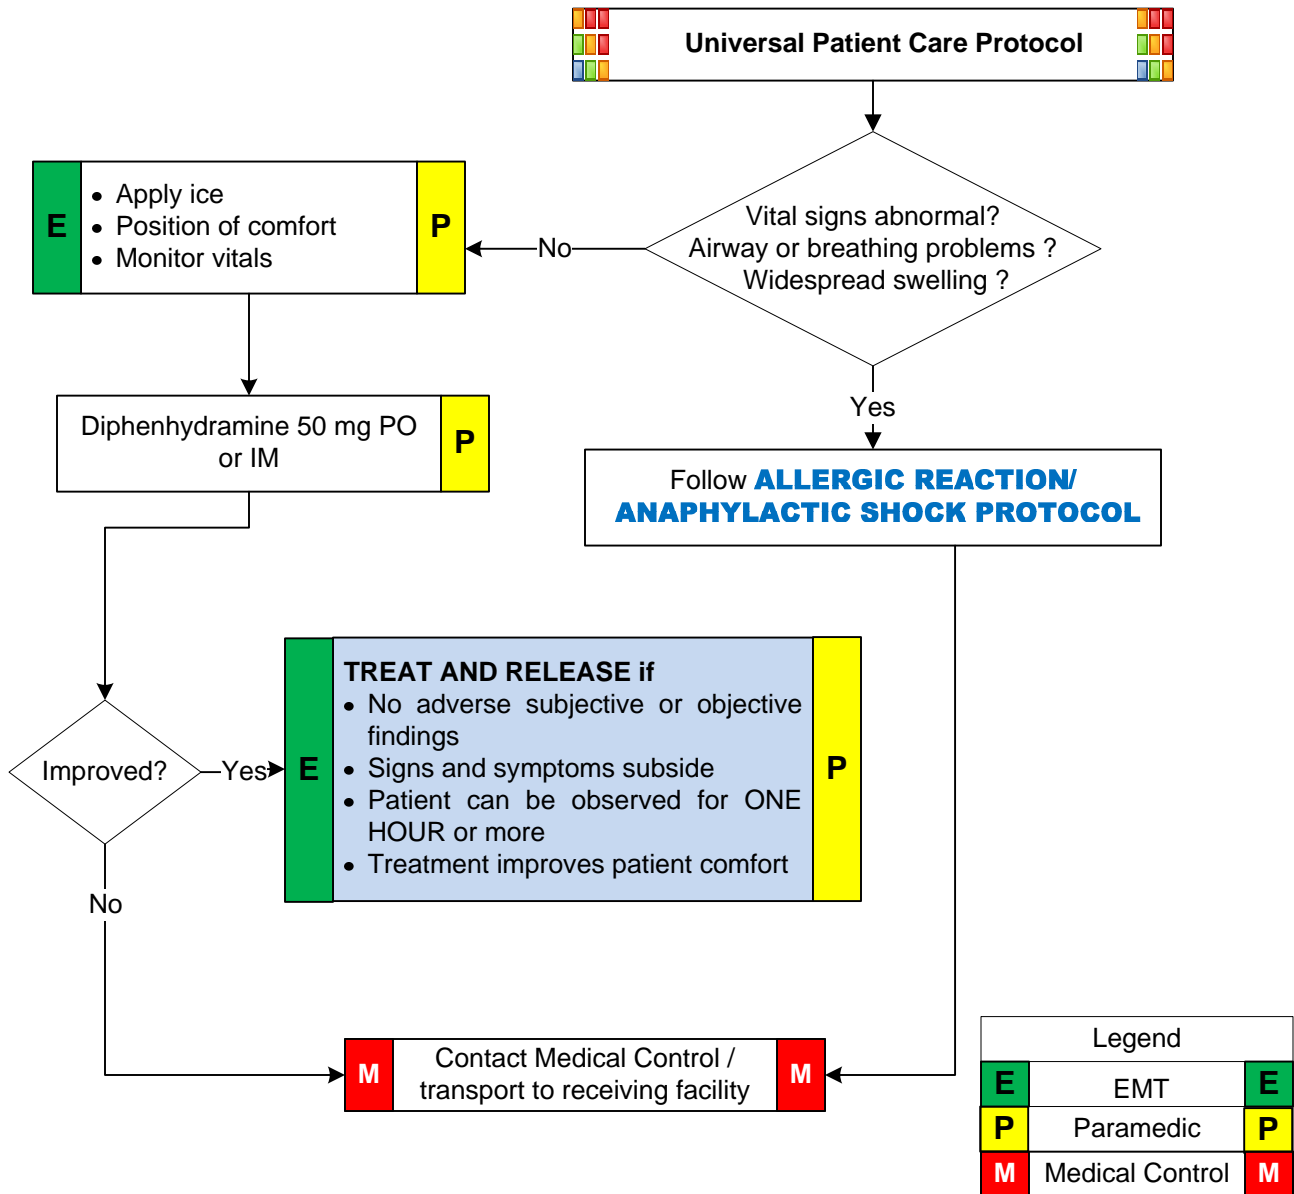 Universal Patient Care Protocol
Vital signs abnormal?
Airway or breathing problems ?
Widespread swelling ?
No
Yes
E
• Apply ice
• Position of comfort
• Monitor vitals
P
Diphenhydramine 50 mg PO
or IM
P
Follow ALLERGIC REACTION/
ANAPHYLACTIC SHOCK PROTOCOL
Improved?
Yes
No
E
TREAT AND RELEASE if
• No adverse subjective or objective
findings
• Signs and symptoms subside
• Patient can be observed for ONE
HOUR or more
• Treatment improves patient comfort
P
M
Contact Medical Control /
transport to receiving facility
M
Legend
E EMT E
P Paramedic P
M Medical Control M